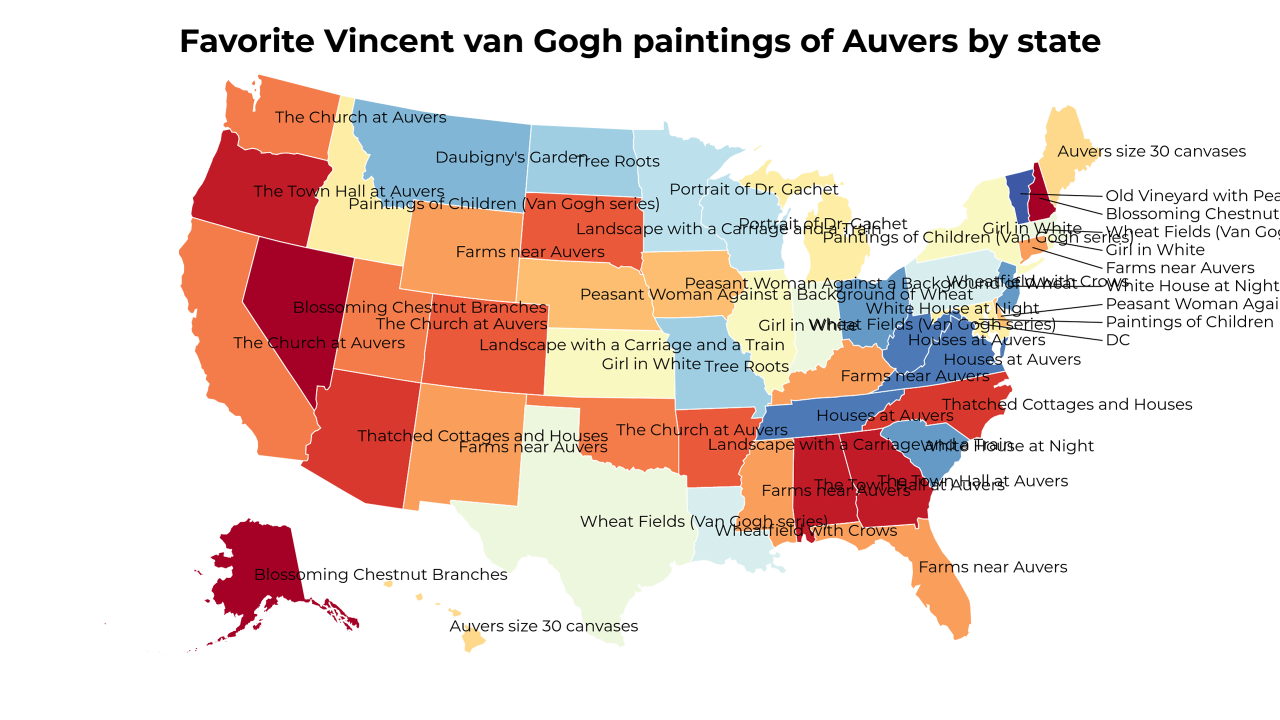 Favorite Vincent van Gogh paintings of Auvers by state
The Church at Auvers
Auvers size 30 canvases
Daubigny's Garden
Tree Roots
The Town Hall at Auvers
Portrait of Dr. Gachet
Old Vineyard with Pea
Paintings of Children (Van Gogh series)
Blossoming Chestnut
Portrait of Dr. Gachet
Landscape with a Carriage and a Train
Girl in White
Wheat Fields (Van Gog
Paintings of Children (Van Gogh series)
Girl in White
Farms near Auvers
Farms near Auvers
Peasant Woman Against a Background of Wheat
Wheatfield with Crows
White House at Night
Peasant Woman Against a Background of Wheat
Peasant Woman Agai
Blossoming Chestnut Branches
White House at Night
The Church at Auvers
Girl in White
Wheat Fields (Van Gogh series)
Paintings of Children
The Church at Auvers
Landscape with a Carriage and a Train
Houses at Auvers
DC
Girl in White
Tree Roots
Houses at Auvers
Farms near Auvers
Thatched Cottages and Houses
Houses at Auvers
The Church at Auvers
Thatched Cottages and Houses
Farms near Auvers
Landscape with a Carriage and a Train
White House at Night
Farms near Auvers
The Town Hall at Auvers
The Town Hall at Auvers
Wheat Fields (Van Gogh series)
Wheatfield with Crows
Farms near Auvers
Blossoming Chestnut Branches
Auvers size 30 canvases